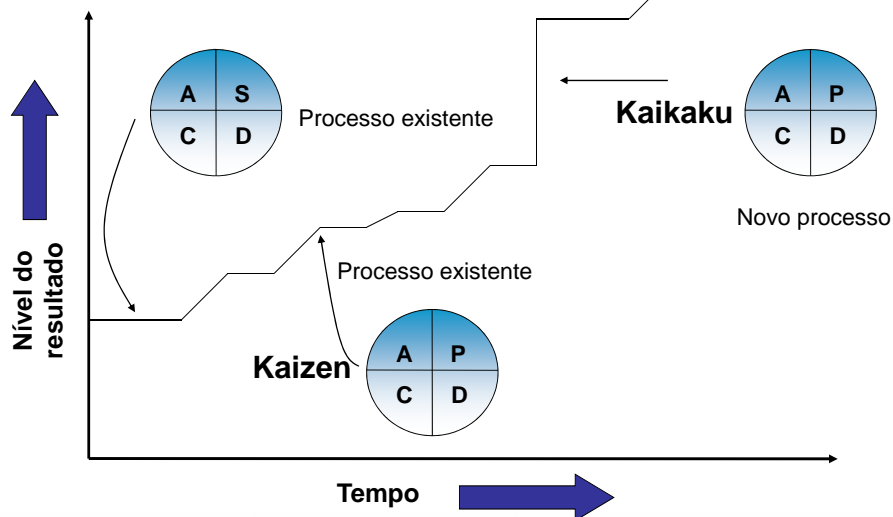 A S
C D
Processo existente
Kaikaku
A P
C D
Novo processo
Nível do
resultado
Processo existente
Kaizen
A P
C D
Tempo